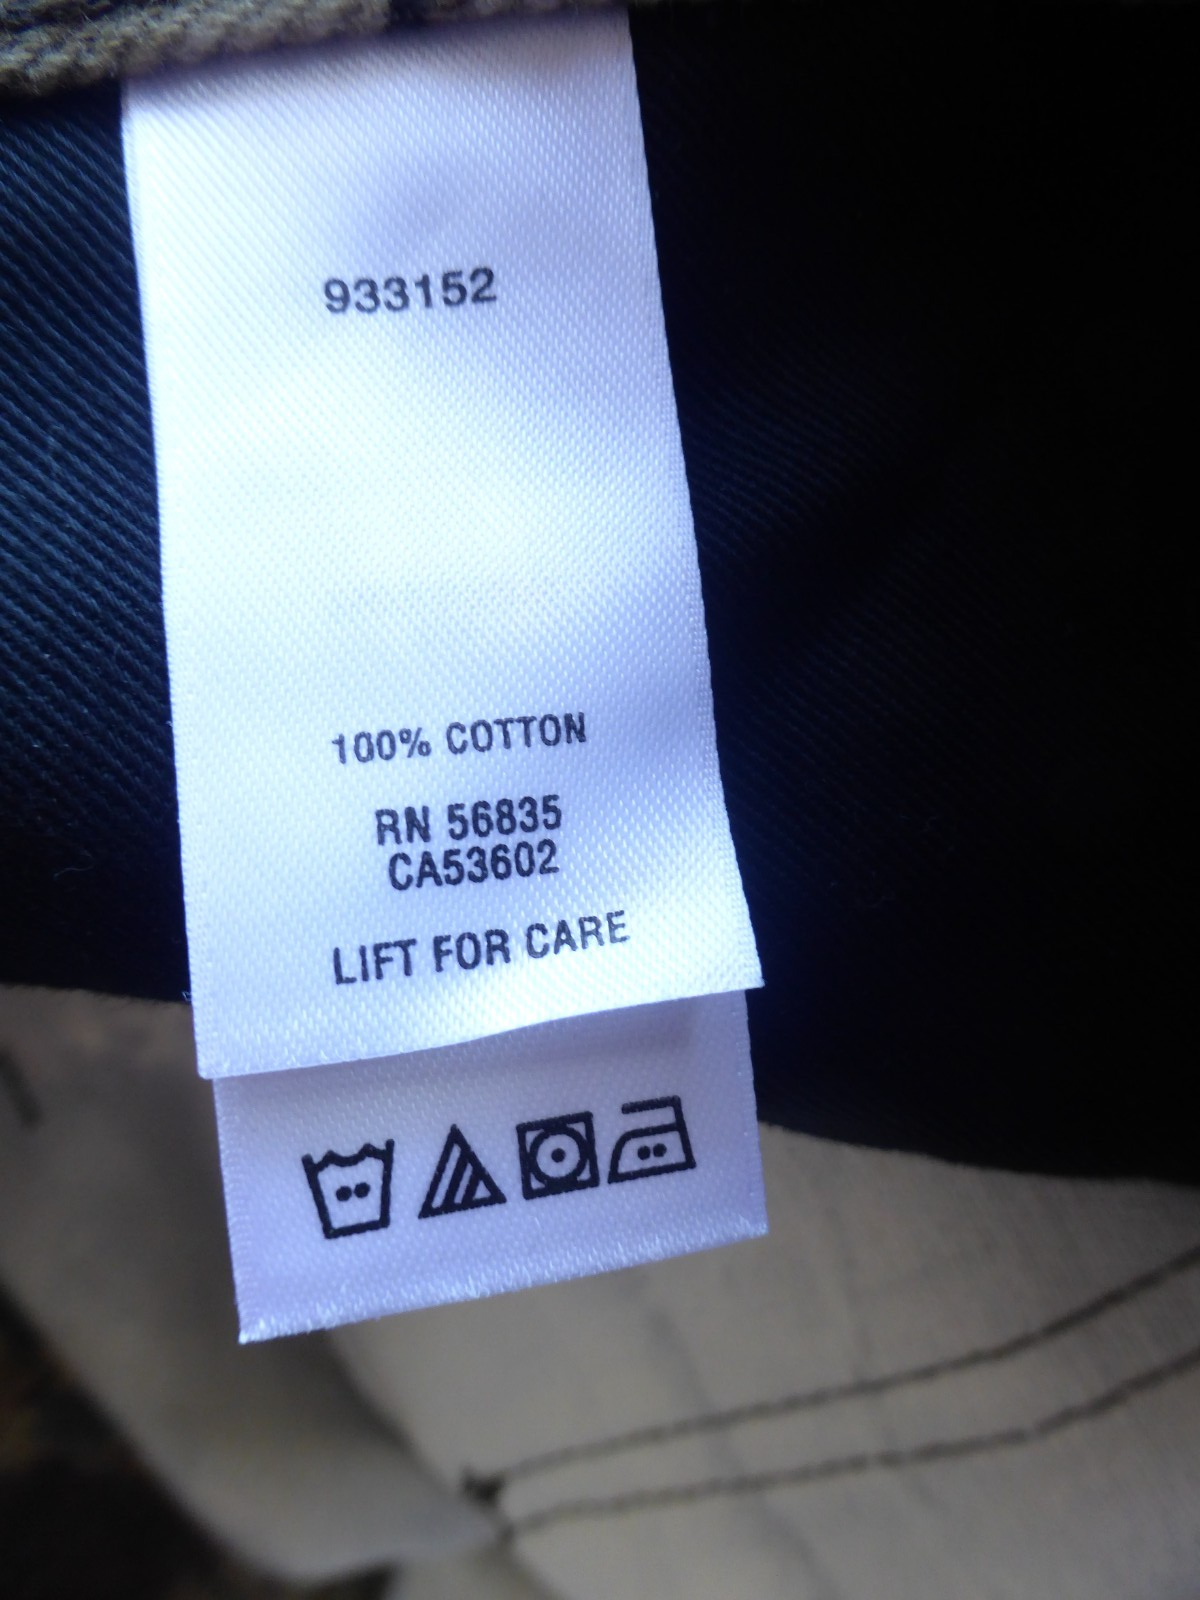 933152
100% COTTON
RN 56835
CA53602
LIFT FOR CARE